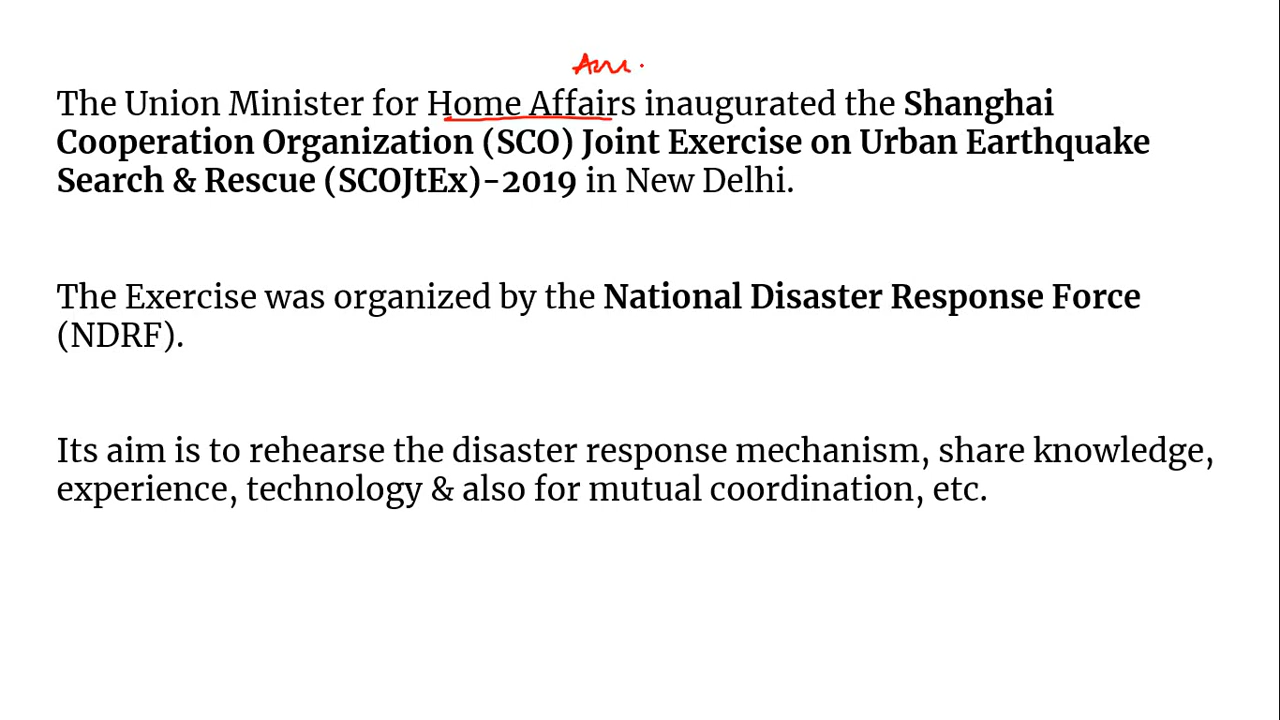 The Union Minister for Home Affairs inaugurated the Shanghai
Cooperation Organization (SCO) Joint Exercise on Urban Earthquake
Search & Rescue (SCOJtEx)-2019 in New Delhi.
The Exercise was organized by the National Disaster Response Force
(NDRF).
Its aim is to rehearse the disaster response mechanism, share knowledge,
experience, technology & also for mutual coordination, etc.